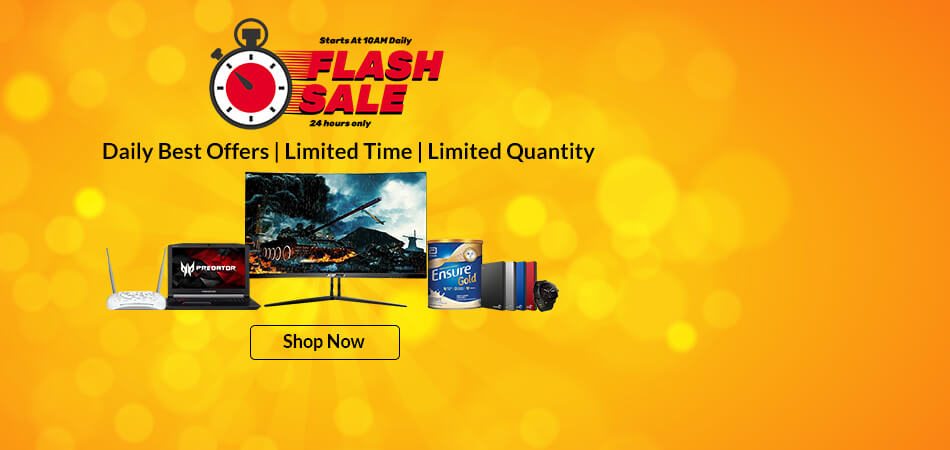 Starts At 10AM Daily
FLASH
SALE
24 hours only
Daily Best Offers | Limited Time | Limited Quantity
PREDATOR
Ensure
Gold
Shop Now